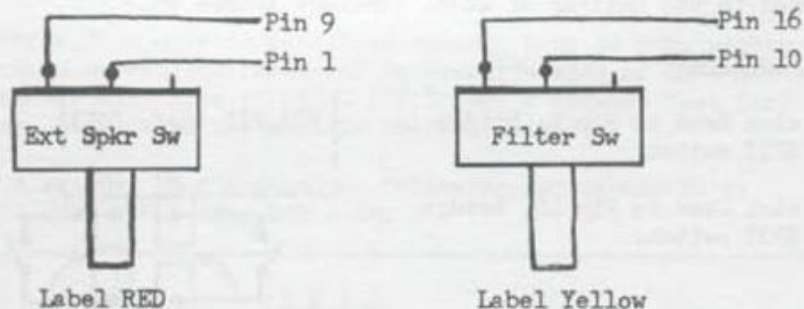 Pin 9
Pin 1
Ext Spkr Sw
Label RED
Pin 16
Pin 10
Filter Sw
Label Yellow